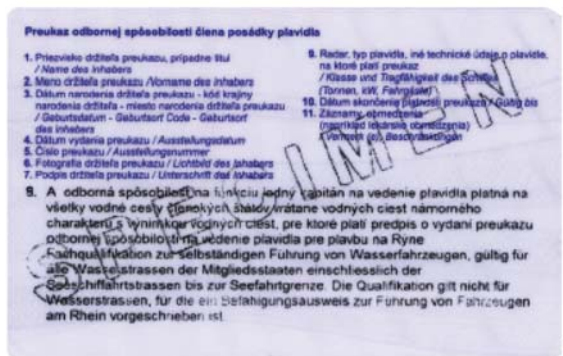 Preukaz odbornej spôsobilosti člena posádky plavidla
1. Priezvisko držiteľa preukazu, prípadne titul
/ Name des Inhabers
2. Meno držiteľa preukazu /Vorname des Inhabers
3. Dátum narodenia držiteľa preukazu - kód krajiny
narodenia držiteľa - miesto narodenia držiteľa preukazu
/ Geburtsdatum - Geburtsort Code - Geburtsort
des Inhabers
4. Dátum vydania preukazu / Ausstellungsdatum
5. Číslo preukazu / Ausstellungsnummer
6. Fotografia držiteľa preukazu / Lichtbild des Inhabers
7. Podpis držiteľa preukazu / Unterschrift des Inhabers
9. Radar, typ plavidla, iné technické údaje o plavidle,
na ktoré platí preukaz
/ Klasse und Tragfähigkeit des Schiffes
(Tonnen, kW, Fahrgäste)
10. Dátum skončenia platnosti preukazu / Gültig bis
11. Záznamy, obmedzenia
(napríklad lekárske obmedzenia)
/ Vermerk (e), Beschränkungen
9. A odborná spôsobilosť na funkciu lodný kapitán na vedenie plavidla platná na
všetky vodné cesty členských štátov vrátane vodných ciest námorného
charakteru s výnimkou vodných ciest, pre ktoré platí predpis o vydaní preukazu
odbornej spôsobilosti na vedenie plavidla pre plavbu na Rýne
Fachqualifikation zur selbständigen Führung von Wasserfahrzeugen, gültig für
alle Wasserstrassen der Mitgliedsstaaten einschliesslich der
Seeschiffahrtstrassen bis zur Seefahrtgrenze. Die Qualifikation gilt nicht für
Wasserstrassen, für die ein Befähigungsausweis zur Führung von Fahrzeugen
am Rhein vorgeschrieben ist.
SPECIMEN